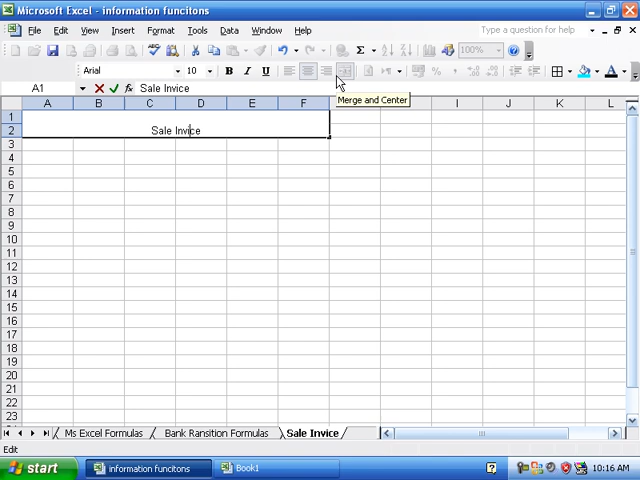 Microsoft Excel - information funcitons
File Edit View Insert Format Tools Data Window Help Type a question for help
Σ 100%
Arial 10 B I U % ,
A1 fx Sale Invice
Merge and Center
A B C D E F I J K L
1
2 Sale Invice
3
4
5
6
7
8
9
10
11
12
13
14
15
16
17
18
19
20
21
22
23
Ms Excel Formulas Bank Ransition Formulas Sale Invice
Edit
start information funcitons Book1 10:16 AM